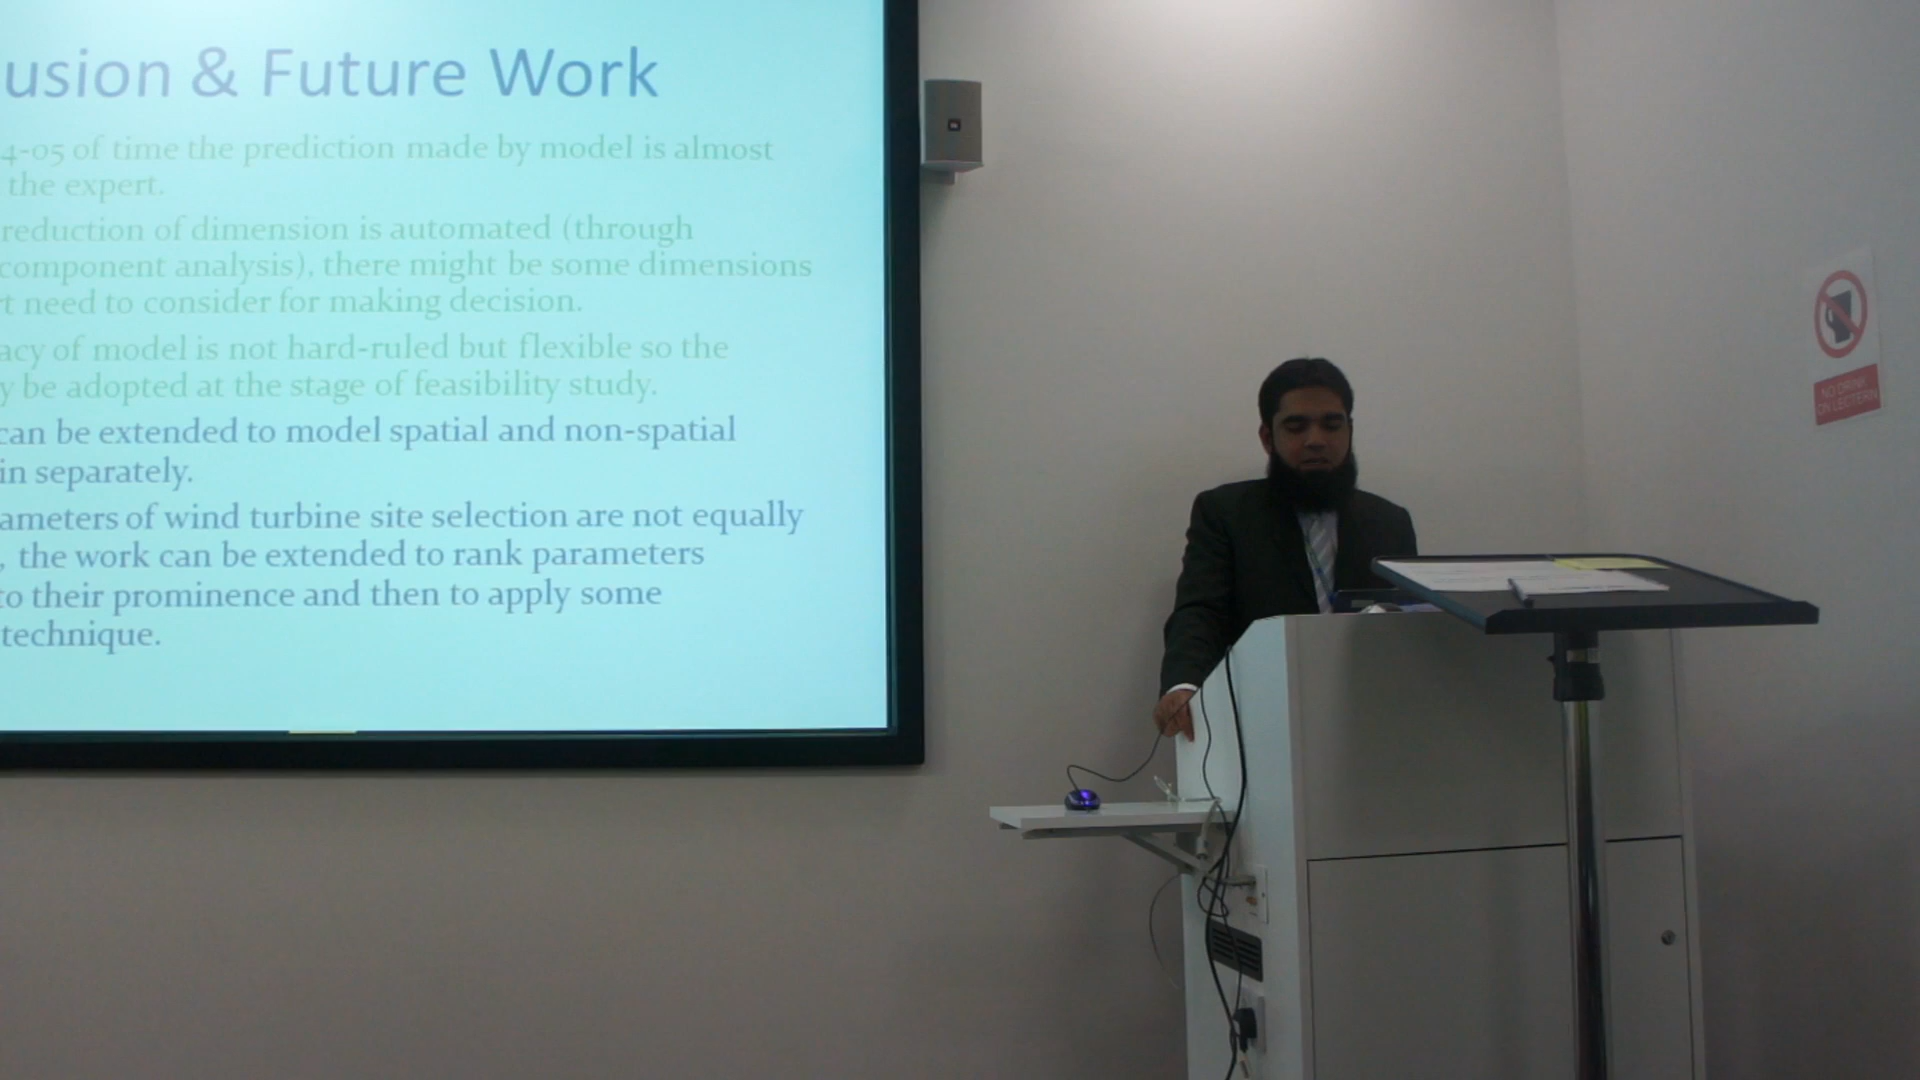 usion & Future Work
4-05 of time the prediction made by model is almost
the expert.
reduction of dimension is automated (through
component analysis), there might be some dimensions
rt need to consider for making decision.
acy of model is not hard-ruled but flexible so the
y be adopted at the stage of feasibility study.
can be extended to model spatial and non-spatial
in separately.
ameters of wind turbine site selection are not equally
, the work can be extended to rank parameters
to their prominence and then to apply some
technique.
NO DRINK
ON LECTERN